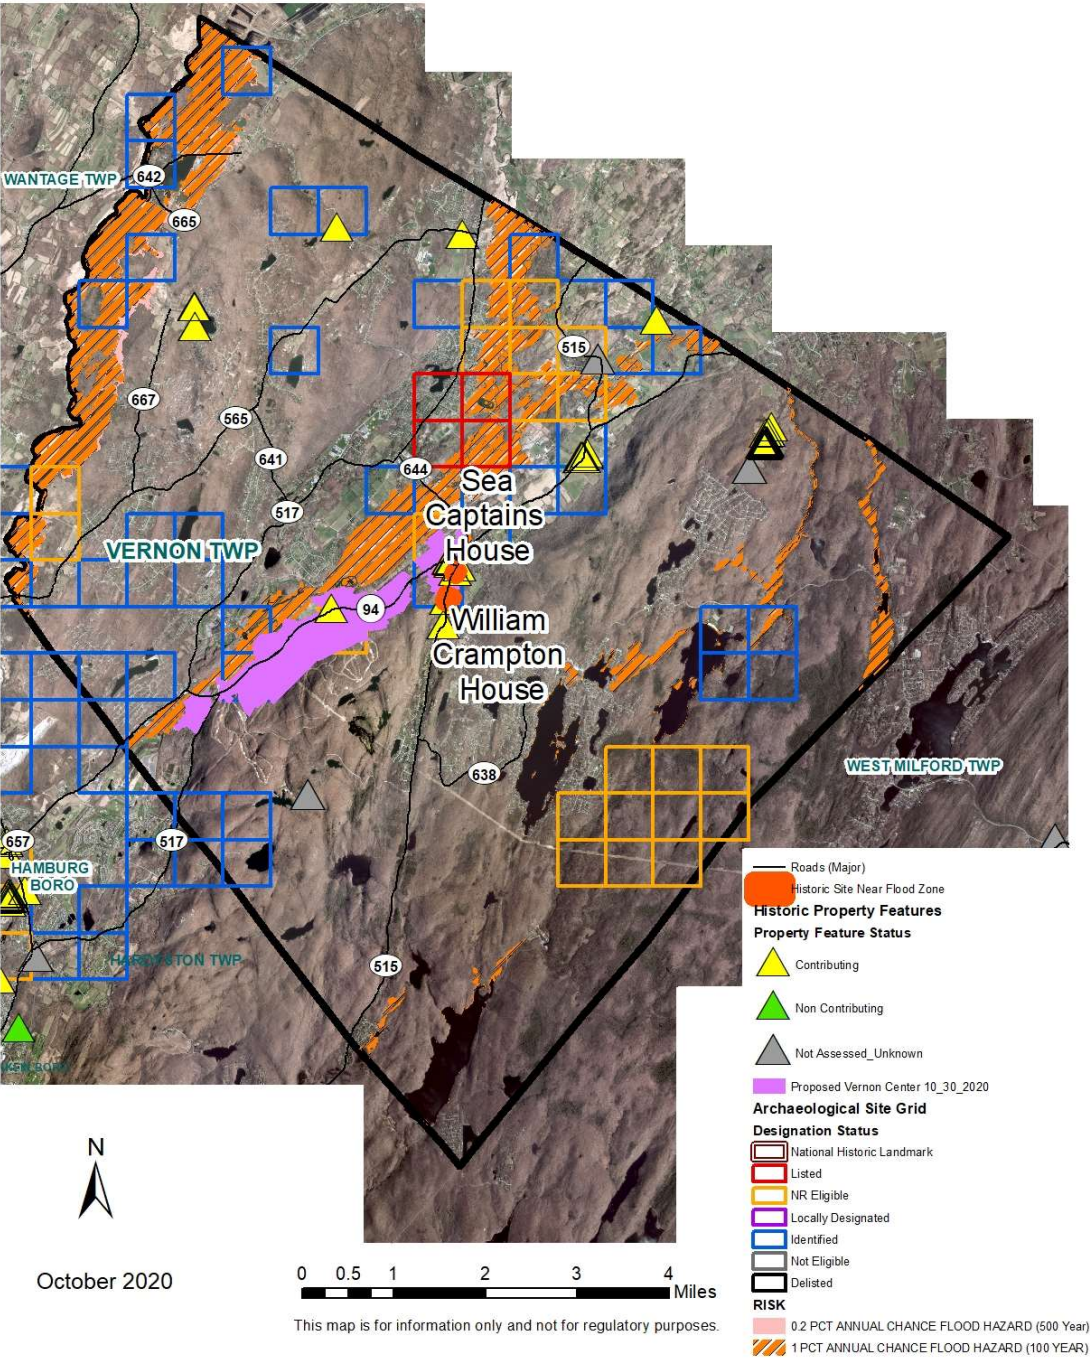 WANTAGE TWP
642
665
515
667
565
641
644
517
Sea
Captains
House
VERNON TWP
94
William
Crampton
House
638
WEST MILFORD TWP
657
517
HAMBURG
BORO
HARDYSTON TWP
515
N
October 2020
0 0.5 1 2 3 4
Miles
This map is for information only and not for regulatory purposes.
Roads (Major)
Historic Site Near Flood Zone
Historic Property Features
Property Feature Status
Contributing
Non Contributing
Not Assessed_Unknown
Proposed Vernon Center 10_30_2020
Archaeological Site Grid
Designation Status
National Historic Landmark
Listed
NR Eligible
Locally Designated
Identified
Not Eligible
Delisted
RISK
0.2 PCT ANNUAL CHANCE FLOOD HAZARD (500 Year)
1 PCT ANNUAL CHANCE FLOOD HAZARD (100 YEAR)